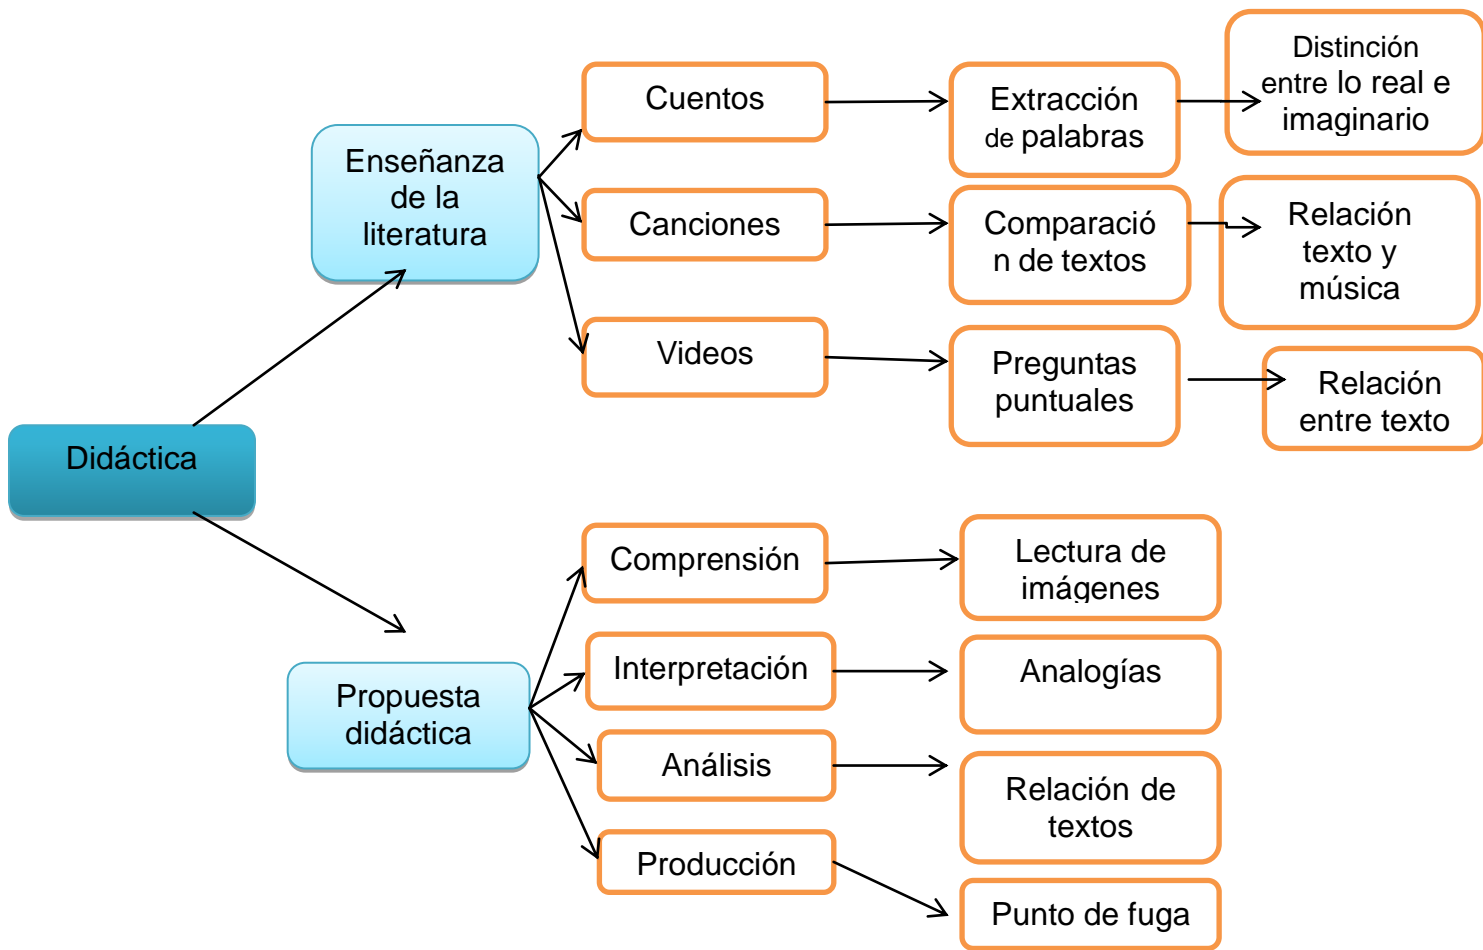 Didáctica
Enseñanza
de la
literatura
Cuentos
Extracción
de palabras
Distinción
entre lo real e
imaginario
Canciones
Comparació
n de textos
Relación
texto y
música
Videos
Preguntas
puntuales
Relación
entre texto
Propuesta
didáctica
Comprensión
Lectura de
imágenes
Interpretación
Analogías
Análisis
Relación de
textos
Producción
Punto de fuga